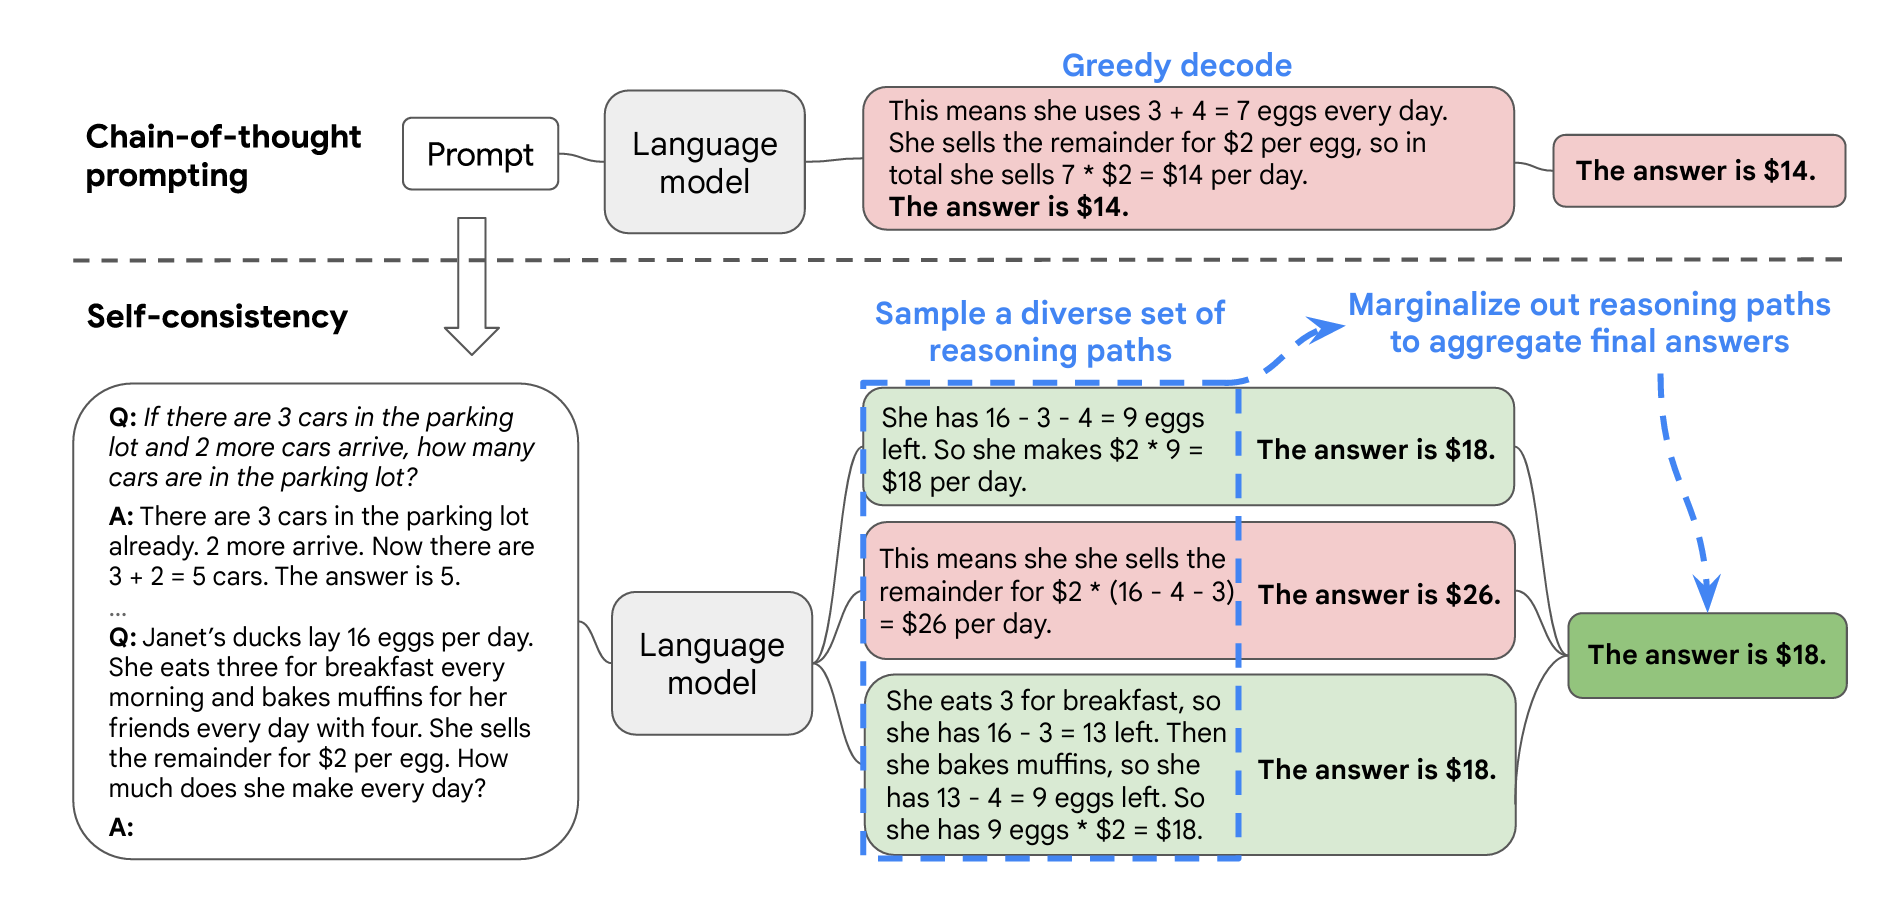 Greedy decode
Chain-of-thought
prompting
Prompt
Language
model
This means she uses 3 + 4 = 7 eggs every day.
She sells the remainder for $2 per egg, so in
total she sells 7 * $2 = $14 per day.
The answer is $14.
The answer is $14.
Self-consistency
Sample a diverse set of
reasoning paths
Marginalize out reasoning paths
to aggregate final answers
Q: If there are 3 cars in the parking
lot and 2 more cars arrive, how many
cars are in the parking lot?
A: There are 3 cars in the parking lot
already. 2 more arrive. Now there are
3 + 2 = 5 cars. The answer is 5.
...
Q: Janet’s ducks lay 16 eggs per day.
She eats three for breakfast every
morning and bakes muffins for her
friends every day with four. She sells
the remainder for $2 per egg. How
much does she make every day?
A:
Language
model
She has 16 - 3 - 4 = 9 eggs
left. So she makes $2 * 9 =
$18 per day.
The answer is $18.
This means she she sells the
remainder for $2 * (16 - 4 - 3)
= $26 per day.
The answer is $26.
She eats 3 for breakfast, so
she has 16 - 3 = 13 left. Then
she bakes muffins, so she
has 13 - 4 = 9 eggs left. So
she has 9 eggs * $2 = $18.
The answer is $18.
The answer is $18.